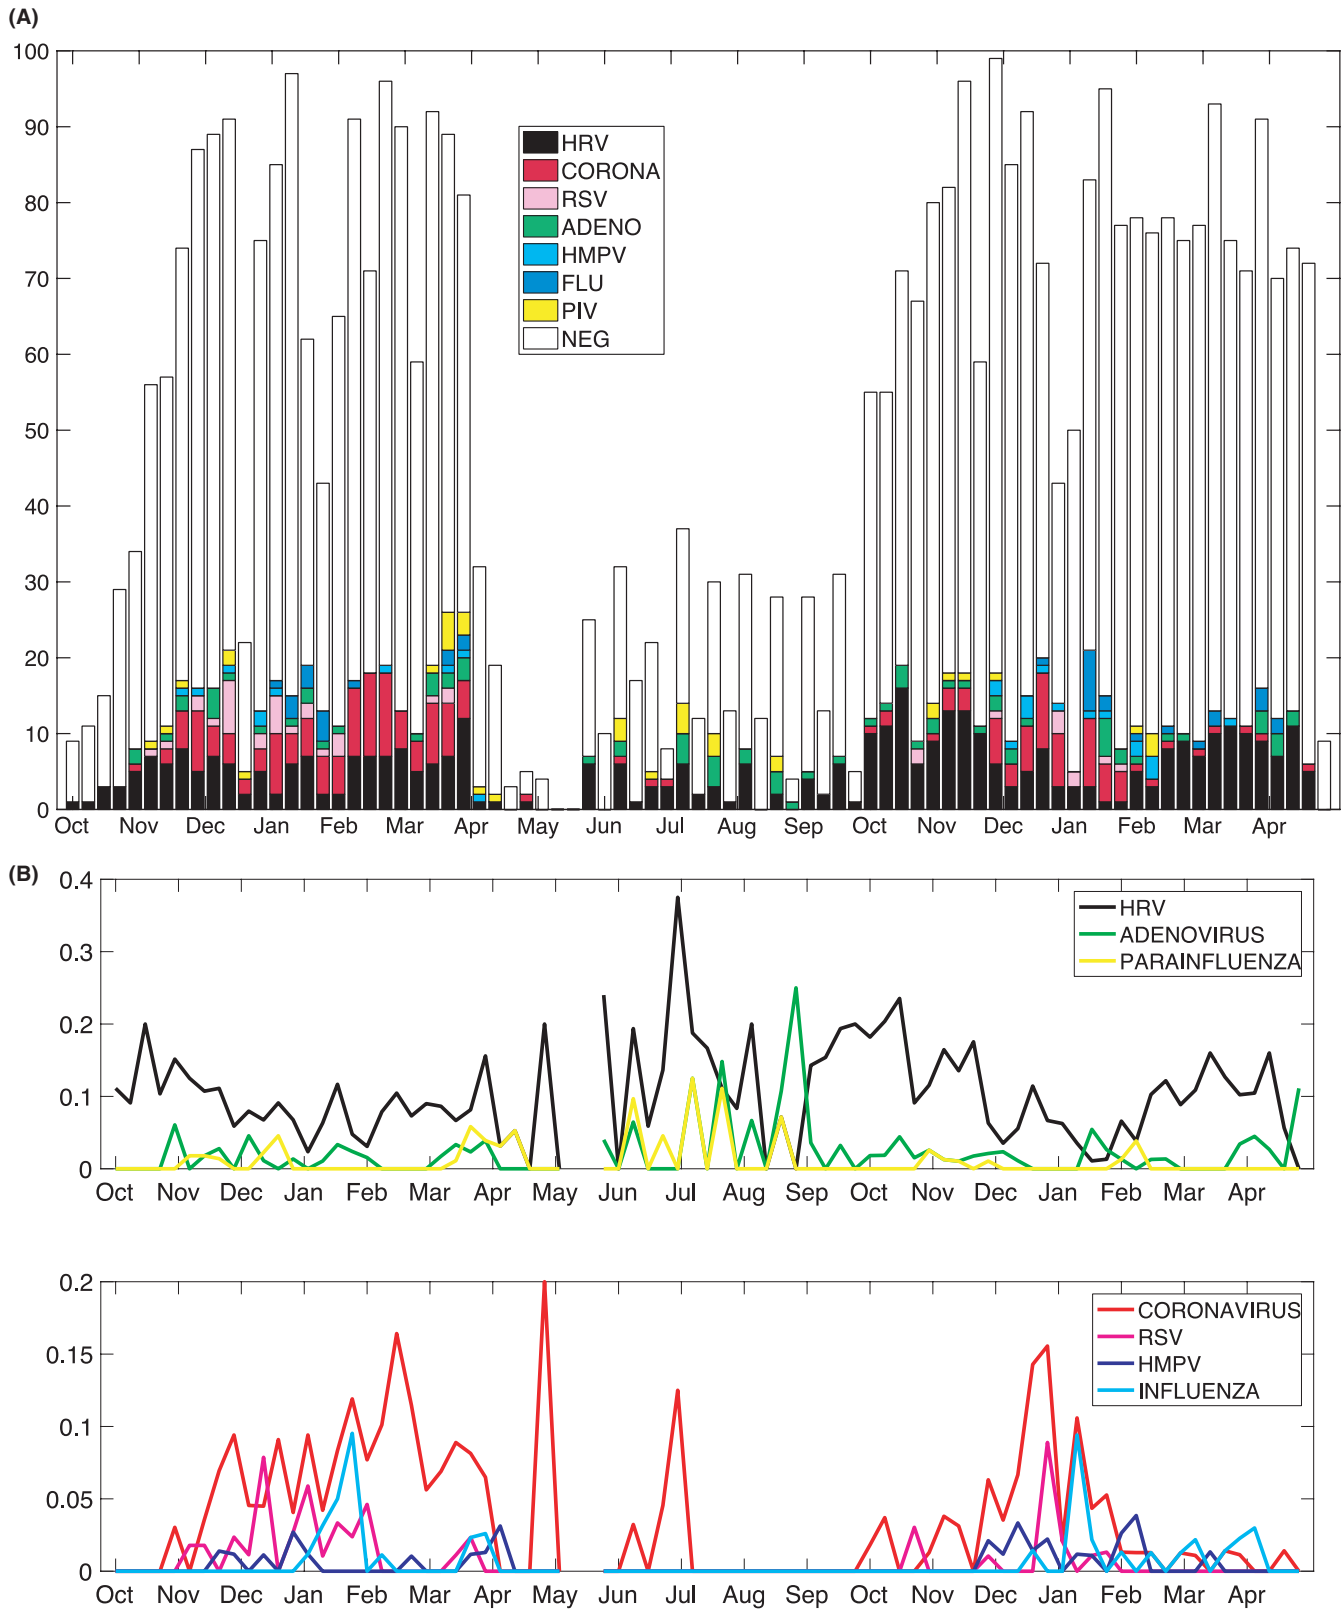 (A)
100
90
80
70
60
50
40
30
20
10
0
HRV
CORONA
RSV
ADENO
HMPV
FLU
PIV
NEG
Oct Nov Dec Jan Feb Mar Apr May Jun Jul Aug Sep Oct Nov Dec Jan Feb Mar Apr
(B)
0.4
0.3
0.2
0.1
0
HRV
ADENOVIRUS
PARAINFLUENZA
Oct Nov Dec Jan Feb Mar Apr May Jun Jul Aug Sep Oct Nov Dec Jan Feb Mar Apr
0.2
0.15
0.1
0.05
0
CORONAVIRUS
RSV
HMPV
INFLUENZA
Oct Nov Dec Jan Feb Mar Apr May Jun Jul Aug Sep Oct Nov Dec Jan Feb Mar Apr